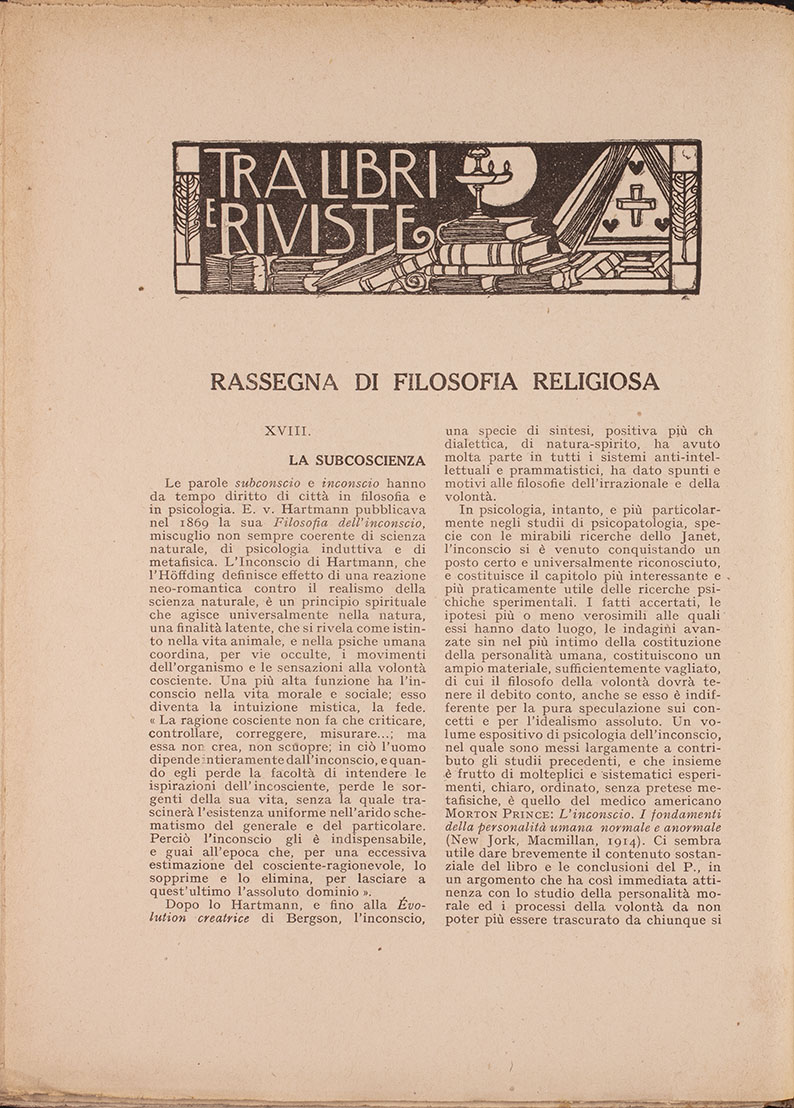 TRA LIBRI
E RIVISTE
RASSEGNA DI FILOSOFIA RELIGIOSA
XVIII.
LA SUBCOSCIENZA
Le parole subconscio e inconscio hanno
da tempo diritto di città in filosofia e
in psicologia. E. v. Hartmann pubblicava
nel 1869 la sua Filosofia dell'inconscio,
miscuglio non sempre coerente di scienza
naturale, di psicologia induttiva e di
metafisica. L'Inconscio di Hartmann, che
l'Höffding definisce effetto di una reazione
neo-romantica contro il realismo della
scienza naturale, è un principio spirituale
che agisce universalmente nella natura,
una finalità latente, che si rivela come istin-
to nella vita animale, e nella psiche umana
coordina, per vie occulte, i movimenti
dell'organismo e le sensazioni alla volontà
cosciente. Una più alta funzione ha l'in-
conscio nella vita morale e sociale; esso
diventa la intuizione mistica, la fede.
« La ragione cosciente non fa che criticare,
controllare, correggere, misurare...; ma
essa non crea, non scuopre; in ciò l'uomo
dipende intieramente dall'inconscio, e quan-
do egli perde la facoltà di intendere le
ispirazioni dell'incosciente, perde le sor-
genti della sua vita, senza la quale tra-
scinerà l'esistenza uniforme nell'arido sche-
matismo del generale e del particolare.
Perciò l'inconscio gli è indispensabile,
e guai all'epoca che, per una eccessiva
estimazione del cosciente-ragionevole, lo
sopprime e lo elimina, per lasciare a
quest'ultimo l'assoluto dominio ».
Dopo lo Hartmann, e fino alla Évo-
lution creatrice di Bergson, l'inconscio,
una specie di sintesi, positiva più ch
dialettica, di natura-spirito, ha avuto
molta parte in tutti i sistemi anti-intel-
lettuali e prammatistici, ha dato spunti e
motivi alle filosofie dell'irrazionale e della
volontà.
In psicologia, intanto, e più particolar-
mente negli studi di psicopatologia, spe-
cie con le mirabili ricerche dello Janet,
l'inconscio si è venuto conquistando un
posto certo e universalmente riconosciuto,
e costituisce il capitolo più interessante e
più praticamente utile delle ricerche psi-
chiche sperimentali. I fatti accertati, le
ipotesi più o meno verosimili alle quali
essi hanno dato luogo, le indagini avan-
zate sin nel più intimo della costituzione
della personalità umana, costituiscono un
ampio materiale, sufficientemente vagliato,
di cui il filosofo della volontà dovrà te-
nere il debito conto, anche se esso è indif-
ferente per la pura speculazione sui con-
cetti e per l'idealismo assoluto. Un vo-
lume espositivo di psicologia dell'inconscio,
nel quale sono messi largamente a contri-
buto gli studii precedenti, e che insieme
è frutto di molteplici e sistematici esperi-
menti, chiaro, ordinato, senza pretese me-
tafisiche, è quello del medico americano
MORTON PRINCE: L'inconscio. I fondamenti
della personalità umana normale e anormale
(New Jork, Macmillan, 1914). Ci sembra
utile dare brevemente il contenuto sostan-
ziale del libro e le conclusioni del P., in
un argomento che ha così immediata atti-
nenza con lo studio della personalità mo-
rale ed i processi della volontà da non
poter più essere trascurato da chiunque si